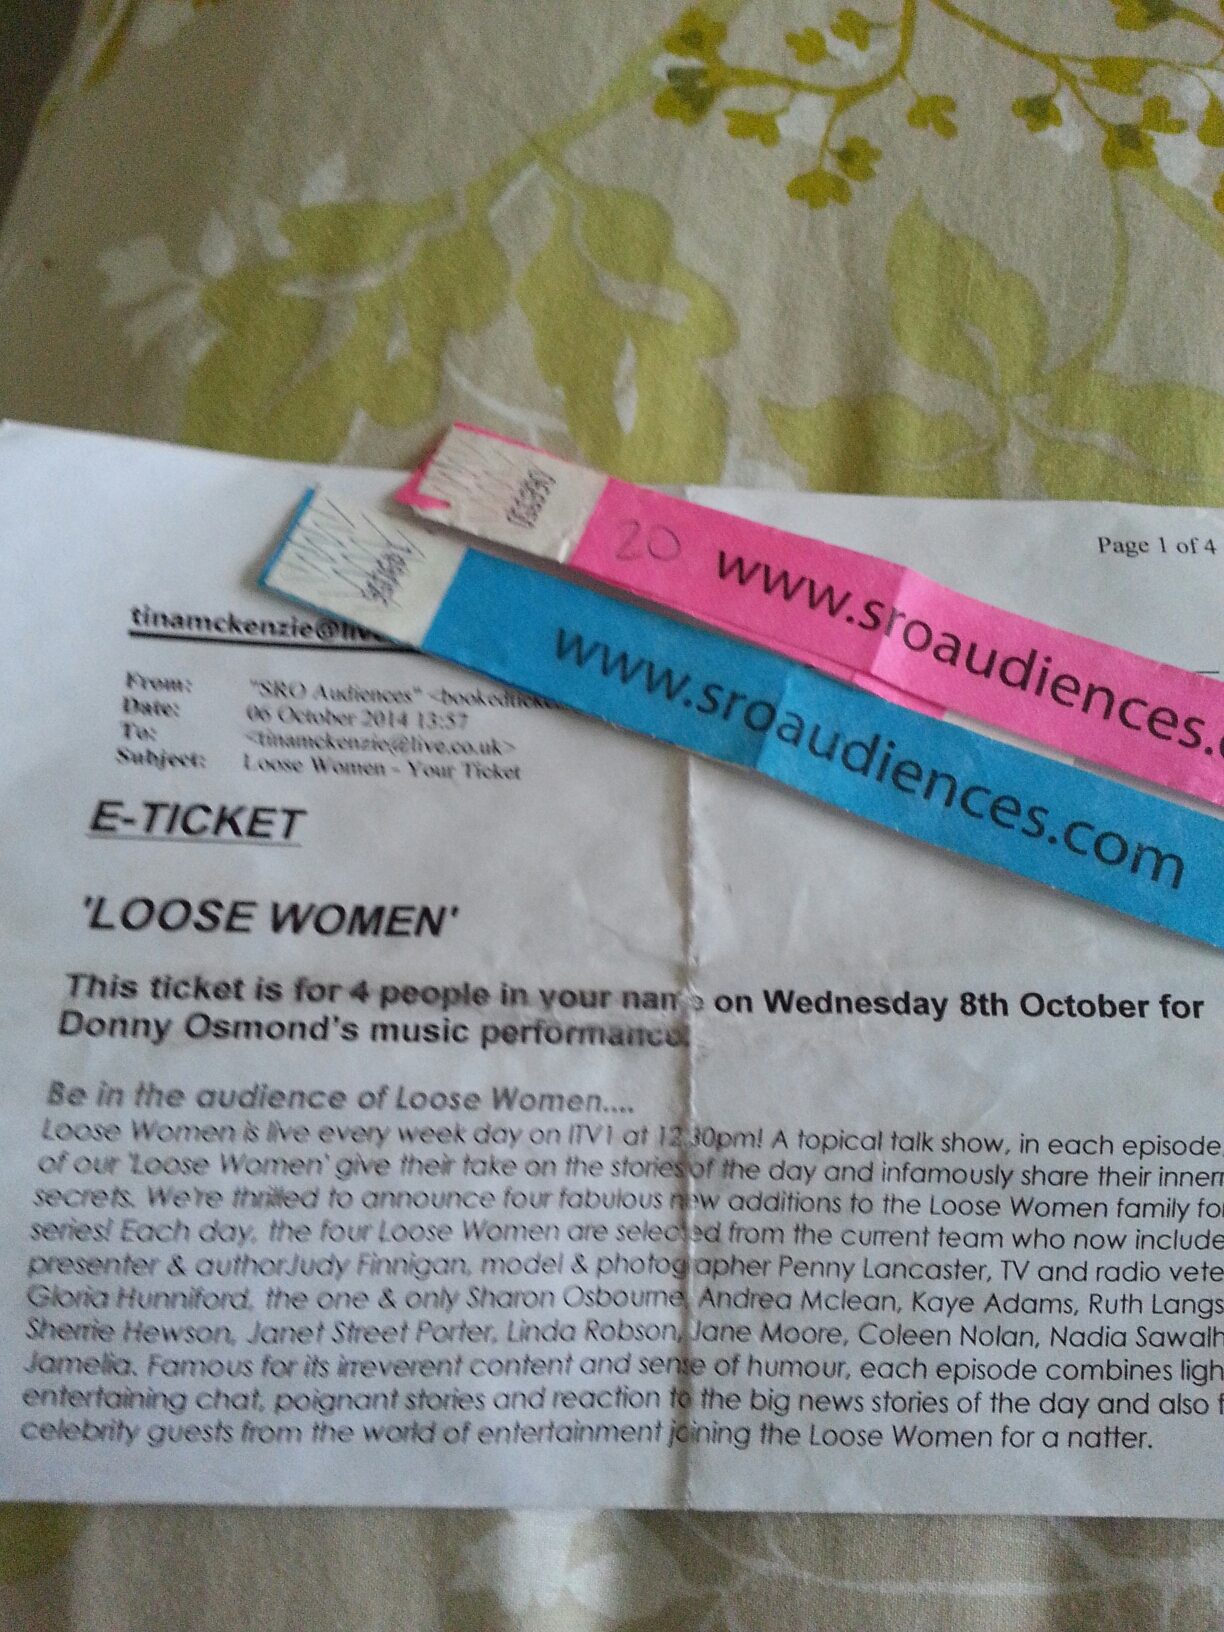 056990
20 www.sroaudiences.
www.sroaudiences.com
Page 1 of 4
tinamckenzie@live
From: "SRO Audiences" <bookedticke
Date: 06 October 2014 13:57
To: <tinamckenzie@live.co.uk>
Subject: Loose Women - Your Ticket
E-TICKET
'LOOSE WOMEN'
This ticket is for 4 people in your name on Wednesday 8th October for
Donny Osmond's music performance.
Be in the audience of Loose Women....
Loose Women is live every week day on ITV1 at 12.30pm! A topical talk show, in each episode,
of our 'Loose Women' give their take on the stories of the day and infamously share their innerm
secrets. We're thrilled to announce four fabulous new additions to the Loose Women family fo
series! Each day, the four Loose Women are selected from the current team who now include
presenter & authorJudy Finnigan, model & photographer Penny Lancaster, TV and radio vete
Gloria Hunniford, the one & only Sharon Osbourne, Andrea Mclean, Kaye Adams, Ruth Langs
Sherrie Hewson, Janet Street Porter, Linda Robson, Jane Moore, Coleen Nolan, Nadia Sawalh
Jamelia. Famous for its irreverent content and sense of humour, each episode combines ligh
entertaining chat, poignant stories and reaction to the big news stories of the day and also f
celebrity guests from the world of entertainment joining the Loose Women for a natter.